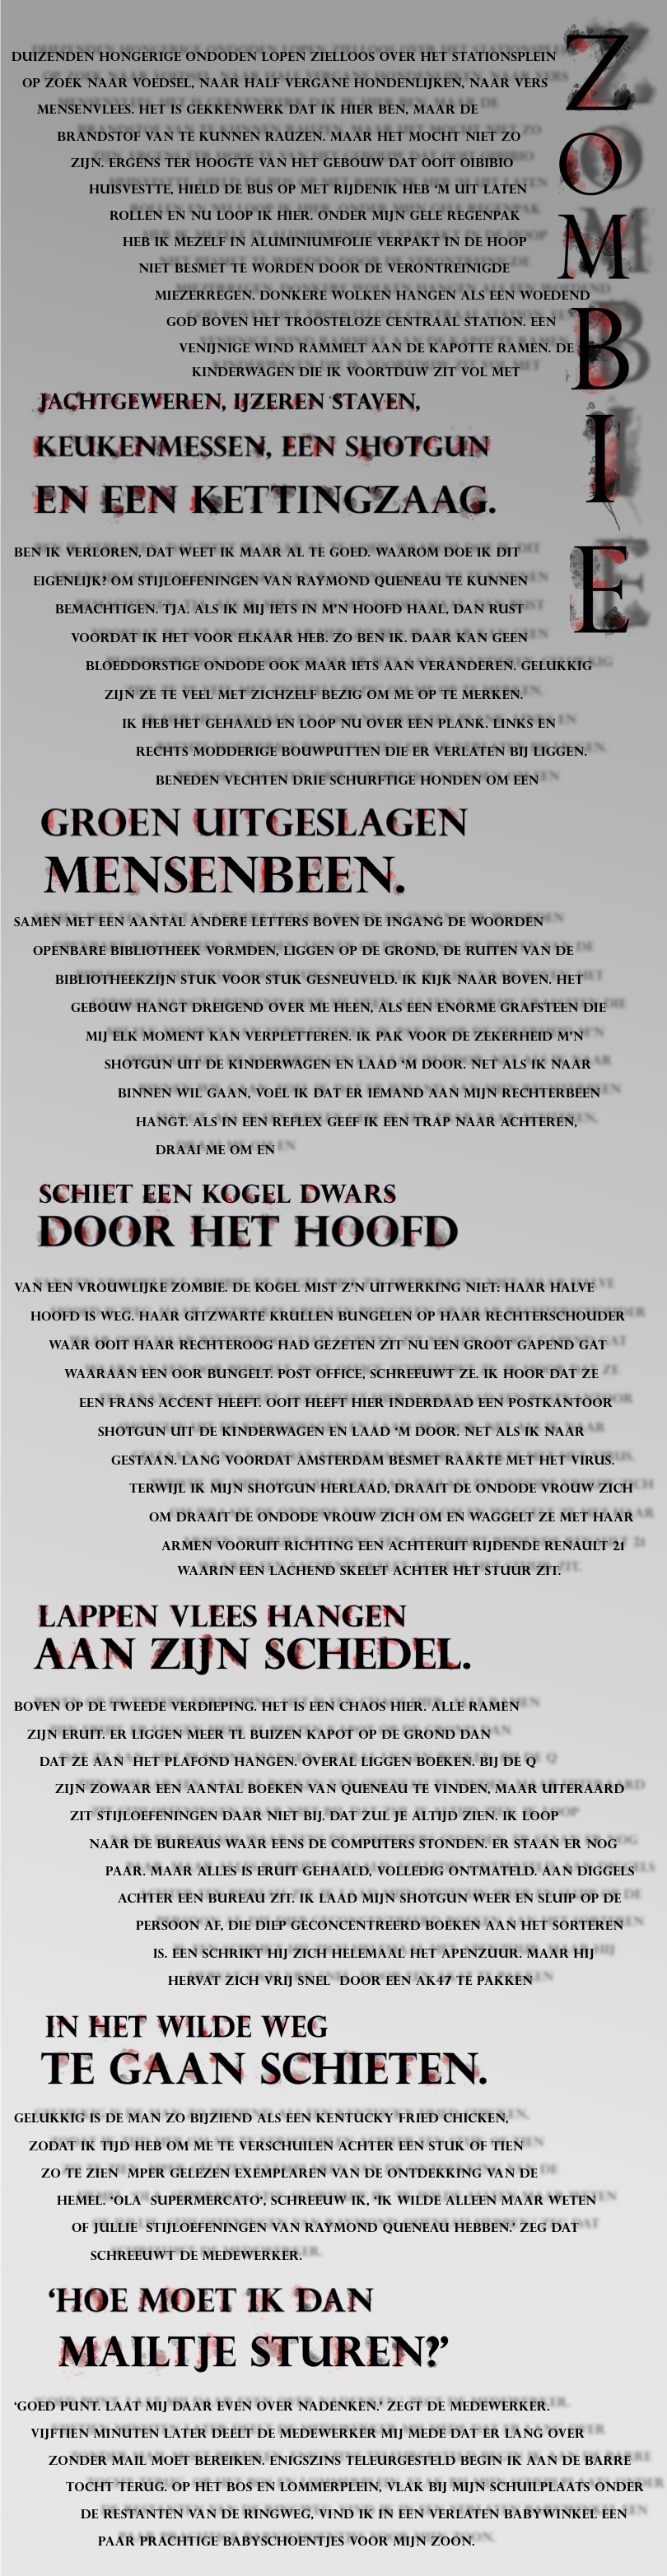 ZOMBIE
DUIZENDEN HONGERIGE ONDODEN LOPEN ZIELLOOS OVER HET STATIONSPLEIN
OP ZOEK NAAR VOEDSEL, NAAR HALF VERGANE HONDENLIJKEN, NAAR VERS
MENSENVLEES. HET IS GEKKENWERK DAT IK HIER BEN, MAAR DE
BRANDSTOF VAN TE KUNNEN RAUZEN. MAAR HET MOCHT NIET ZO
ZIJN. ERGENS TER HOOGTE VAN HET GEBOUW DAT OOIT OIBIBIO
HUISVESTTE, HIELD DE BUS OP MET RIJDENIK HEB ‘M UIT LATEN
ROLLEN EN NU LOOP IK HIER. ONDER MIJN GELE REGENPAK
HEB IK MEZELF IN ALUMINIUMFOLIE VERPAKT IN DE HOOP
NIET BESMET TE WORDEN DOOR DE VERONTREINIGDE
MIEZERREGEN. DONKERE WOLKEN HANGEN ALS EEN WOEDEND
GOD BOVEN HET TROOSTELOZE CENTRAAL STATION. EEN
VENIJNIGE WIND RAMMELT AAN DE KAPOTTE RAMEN. DE
KINDERWAGEN DIE IK VOORTDUW ZIT VOL MET
JACHTGEWEREN, IJZEREN STAVEN,
KEUKENMESSEN, EEN SHOTGUN
EN EEN KETTINGZAAG.
BEN IK VERLOREN, DAT WEET IK MAAR AL TE GOED. WAAROM DOE IK DIT
EIGENLIJK? OM STIJLOEFENINGEN VAN RAYMOND QUENEAU TE KUNNEN
BEMACHTIGEN. TJA. ALS IK MIJ IETS IN M’N HOOFD HAAL, DAN RUST
VOORDAT IK HET VOOR ELKAAR HEB. ZO BEN IK. DAAR KAN GEEN
BLOEDDORSTIGE ONDODE OOK MAAR IETS AAN VERANDEREN. GELUKKIG
ZIJN ZE TE VEEL MET ZICHZELF BEZIG OM ME OP TE MERKEN.
IK HEB HET GEHAALD EN LOOP NU OVER EEN PLANK. LINKS EN
RECHTS MODDERIGE BOUWPUTTEN DIE ER VERLATEN BIJ LIGGEN.
BENEDEN VECHTEN DRIE SCHURFTIGE HONDEN OM EEN
GROEN UITGESLAGEN
MENSENBEEN.
SAMEN MET EEN AANTAL ANDERE LETTERS BOVEN DE INGANG DE WOORDEN
OPENBARE BIBLIOTHEEK VORMDEN, LIGGEN OP DE GROND, DE RUITEN VAN DE
BIBLIOTHEEKZIJN STUK VOOR STUK GESNEUVELD. IK KIJK NAAR BOVEN. HET
GEBOUW HANGT DREIGEND OVER ME HEEN, ALS EEN ENORME GRAFSTEEN DIE
MIJ ELK MOMENT KAN VERPLETTEREN. IK PAK VOOR DE ZEKERHEID M’N
SHOTGUN UIT DE KINDERWAGEN EN LAAD ‘M DOOR. NET ALS IK NAAR
BINNEN WIL GAAN, VOEL IK DAT ER IEMAND AAN MIJN RECHTERBEEN
HANGT. ALS IN EEN REFLEX GEEF IK EEN TRAP NAAR ACHTEREN,
DRAAI ME OM EN
SCHIET EEN KOGEL DWARS
DOOR HET HOOFD
VAN EEN VROUWLIJKE ZOMBIE. DE KOGEL MIST Z’N UITWERKING NIET: HAAR HALVE
HOOFD IS WEG. HAAR GITZWARTE KRULLEN BUNGELEN OP HAAR RECHTERSCHOUDER
WAAR OOIT HAAR RECHTEROOG HAD GEZETEN ZIT NU EEN GROOT GAPEND GAT
WAARAAN EEN OOR BUNGELT. POST OFFICE, SCHREEUWT ZE. IK HOOR DAT ZE
EEN FRANS ACCENT HEEFT. OOIT HEEFT HIER INDERDAAD EEN POSTKANTOOR
SHOTGUN UIT DE KINDERWAGEN EN LAAD ‘M DOOR. NET ALS IK NAAR
GESTAAN. LANG VOORDAT AMSTERDAM BESMET RAAKTE MET HET VIRUS.
TERWIJL IK MIJN SHOTGUN HERLAAD, DRAAIT DE ONDODE VROUW ZICH
OM DRAAIT DE ONDODE VROUW ZICH OM EN WAGGELT ZE MET HAAR
ARMEN VOORUIT RICHTING EEN ACHTERUIT RIJDENDE RENAULT 21
WAARIN EEN LACHEND SKELET ACHTER HET STUUR ZIT.
LAPPEN VLEES HANGEN
AAN ZIJN SCHEDEL.
BOVEN OP DE TWEEDE VERDIEPING. HET IS EEN CHAOS HIER. ALLE RAMEN
ZIJN ERUIT. ER LIGGEN MEER TL BUIZEN KAPOT OP DE GROND DAN
DAT ZE AAN HET PLAFOND HANGEN. OVERAL LIGGEN BOEKEN. BIJ DE Q
ZIJN ZOWAAR EEN AANTAL BOEKEN VAN QUENEAU TE VINDEN, MAAR UITERAARD
ZIT STIJLOEFENINGEN DAAR NIET BIJ. DAT ZUL JE ALTIJD ZIEN. IK LOOP
NAAR DE BUREAUS WAAR EENS DE COMPUTERS STONDEN. ER STAAN ER NOG
PAAR. MAAR ALLES IS ERUIT GEHAALD, VOLLEDIG ONTMATELD, AAN DIGGELS
ACHTER EEN BUREAU ZIT. IK LAAD MIJN SHOTGUN WEER EN SLUIP OP DE
PERSOON AF, DIE DIEP GECONCENTREERD BOEKEN AAN HET SORTEREN
IS. EEN SCHRIKT HIJ ZICH HELEMAAL HET APENZUUR. MAAR HIJ
HERVAT ZICH VRIJ SNEL DOOR EEN AK47 TE PAKKEN
IN HET WILDE WEG
TE GAAN SCHIETEN.
GELUKKIG IS DE MAN ZO BIJZIEND ALS EEN KENTUCKY FRIED CHICKEN,
ZODAT IK TIJD HEB OM ME TE VERSCHUILEN ACHTER EEN STUK OF TIEN
ZO TE ZIEN MPER GELEZEN EXEMPLAREN VAN DE ONTDEKKING VAN DE
HEMEL. ‘OLA SUPERMERCATO‘, SCHREEUW IK, ‘IK WILDE ALLEEN MAAR WETEN
OF JULLIE STIJLOEFENINGEN VAN RAYMOND QUENEAU HEBBEN.’ ZEG DAT
SCHREEUWT DE MEDEWERKER.
‘HOE MOET IK DAN
MAILTJE STUREN?’
‘GOED PUNT. LAAT MIJ DAAR EVEN OVER NADENKEN.’ ZEGT DE MEDEWERKER.
VIJFTIEN MINUTEN LATER DEELT DE MEDEWERKER MIJ MEDE DAT ER LANG OVER
ZONDER MAIL MOET BEREIKEN. ENIGSZINS TELEURGESTELD BEGIN IK AAN DE BARRE
TOCHT TERUG. OP HET BOS EN LOMMERPLEIN, VLAK BIJ MIJN SCHUILPLAATS ONDER
DE RESTANTEN VAN DE RINGWEG, VIND IK IN EEN VERLATEN BABYWINKEL EEN
PAAR PRACHTIGE BABYSCHOENTJES VOOR MIJN ZOON.